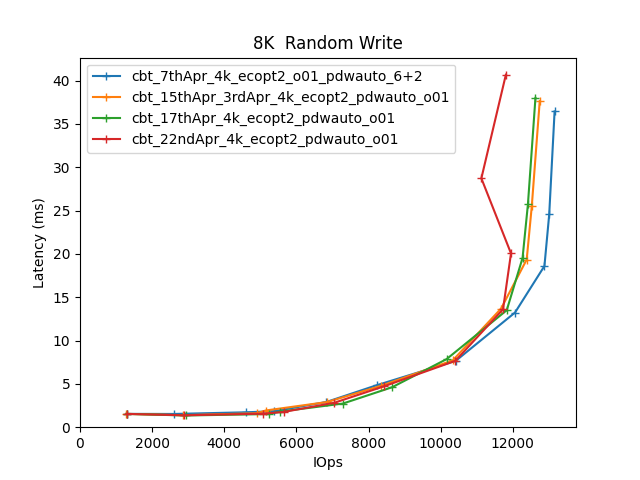 8K  Random Write
cbt_7thApr_4k_ecopt2_o01_pdwauto_6+2
cbt_15thApr_3rdApr_4k_ecopt2_pdwauto_o01
cbt_17thApr_4k_ecopt2_pdwauto_o01
cbt_22ndApr_4k_ecopt2_pdwauto_o01
Latency (ms)
40
35
30
25
20
15
10
5
0
0 2000 4000 6000 8000 10000 12000
IOps